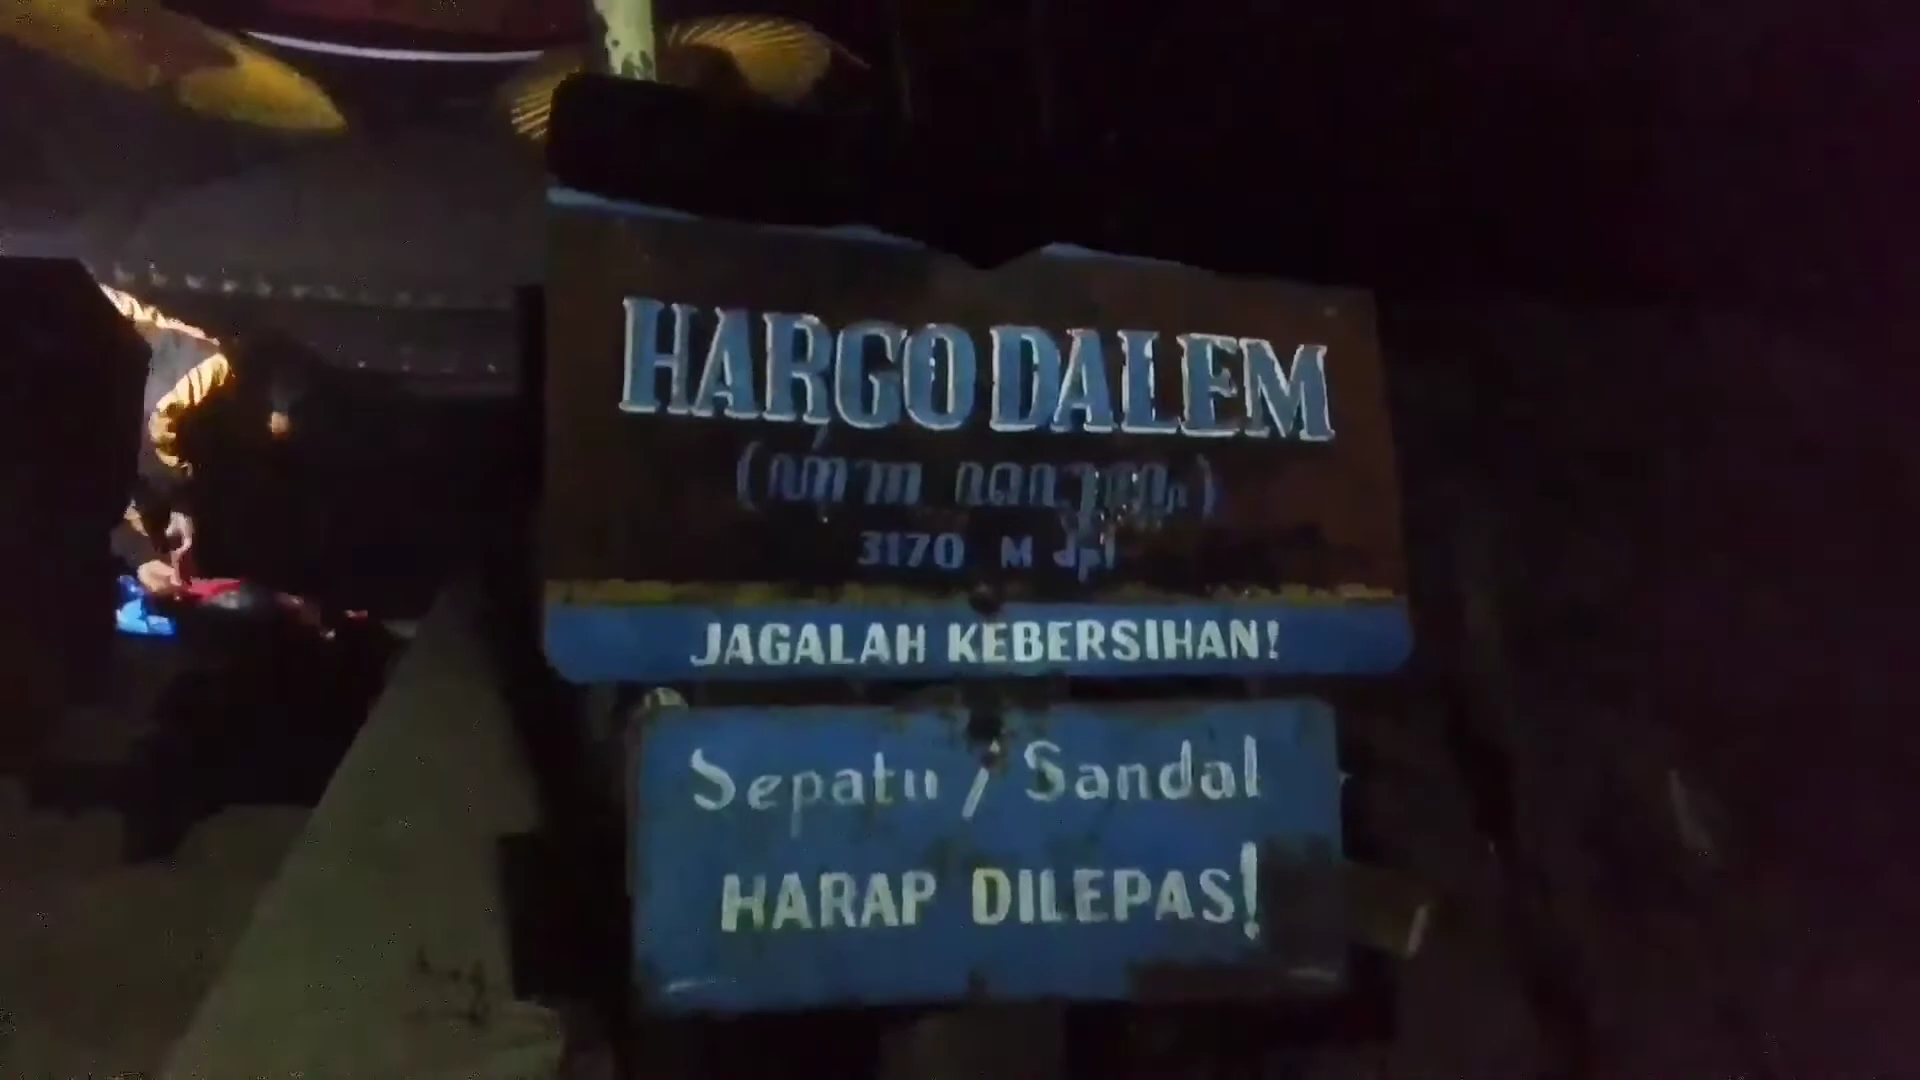 HARGO DALEM
3170 M dpl
JAGALAH KEBERSIHAN!
Sepatu / Sandal
HARAP DILEPAS!